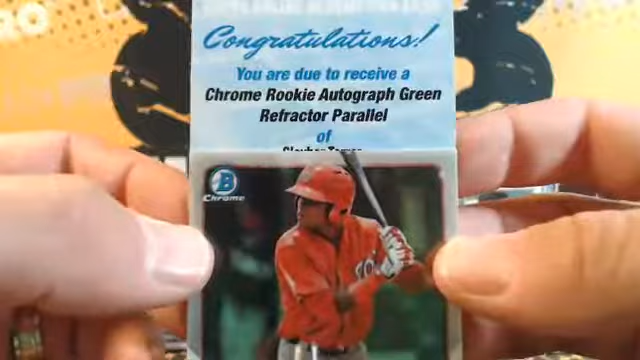 Congratulations!
You are due to receive a
Chrome Rookie Autograph Green
Refractor Parallel
of
B
Chrome